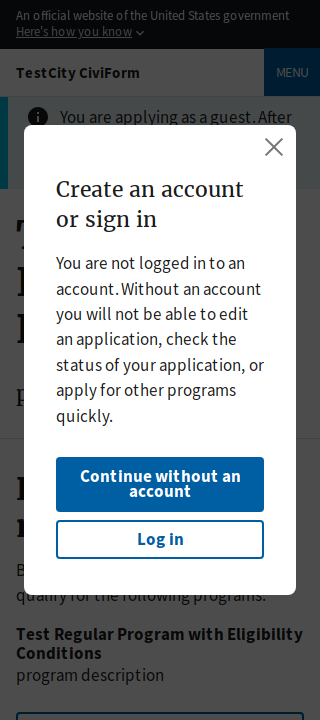 An official website of the United States government
Here's how you know
TestCity CiviForm
MENU
You are applying as a guest. After
Create an account
or sign in
You are not logged in to an
account. Without an account
you will not be able to edit
an application, check the
status of your application, or
apply for other programs
quickly.
Continue without an
account
Log in
qualify for the following programs.
Test Regular Program with Eligibility
Conditions
program description